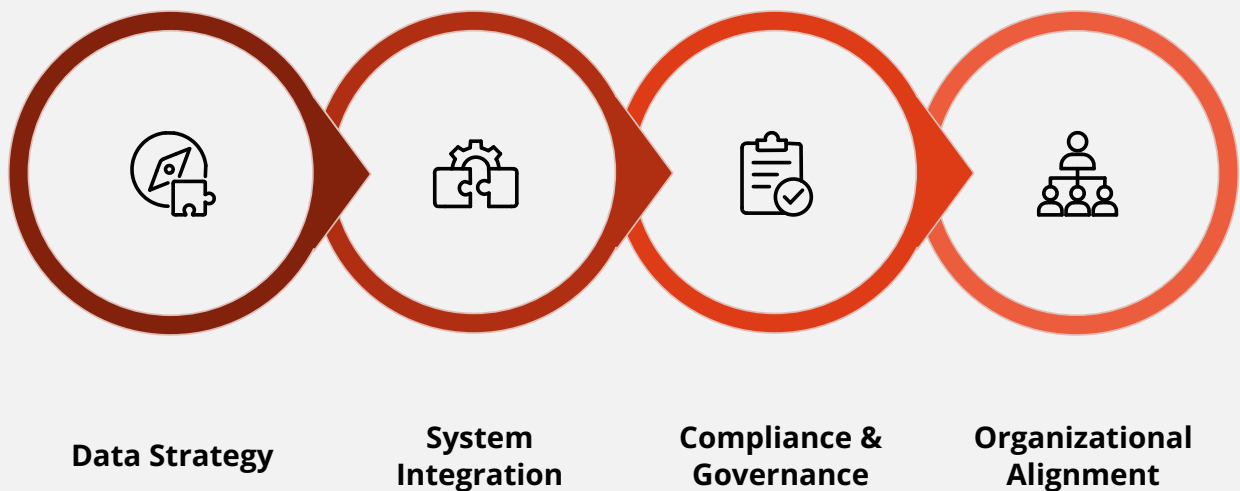 Data Strategy
System
Integration
Compliance &
Governance
Organizational
Alignment